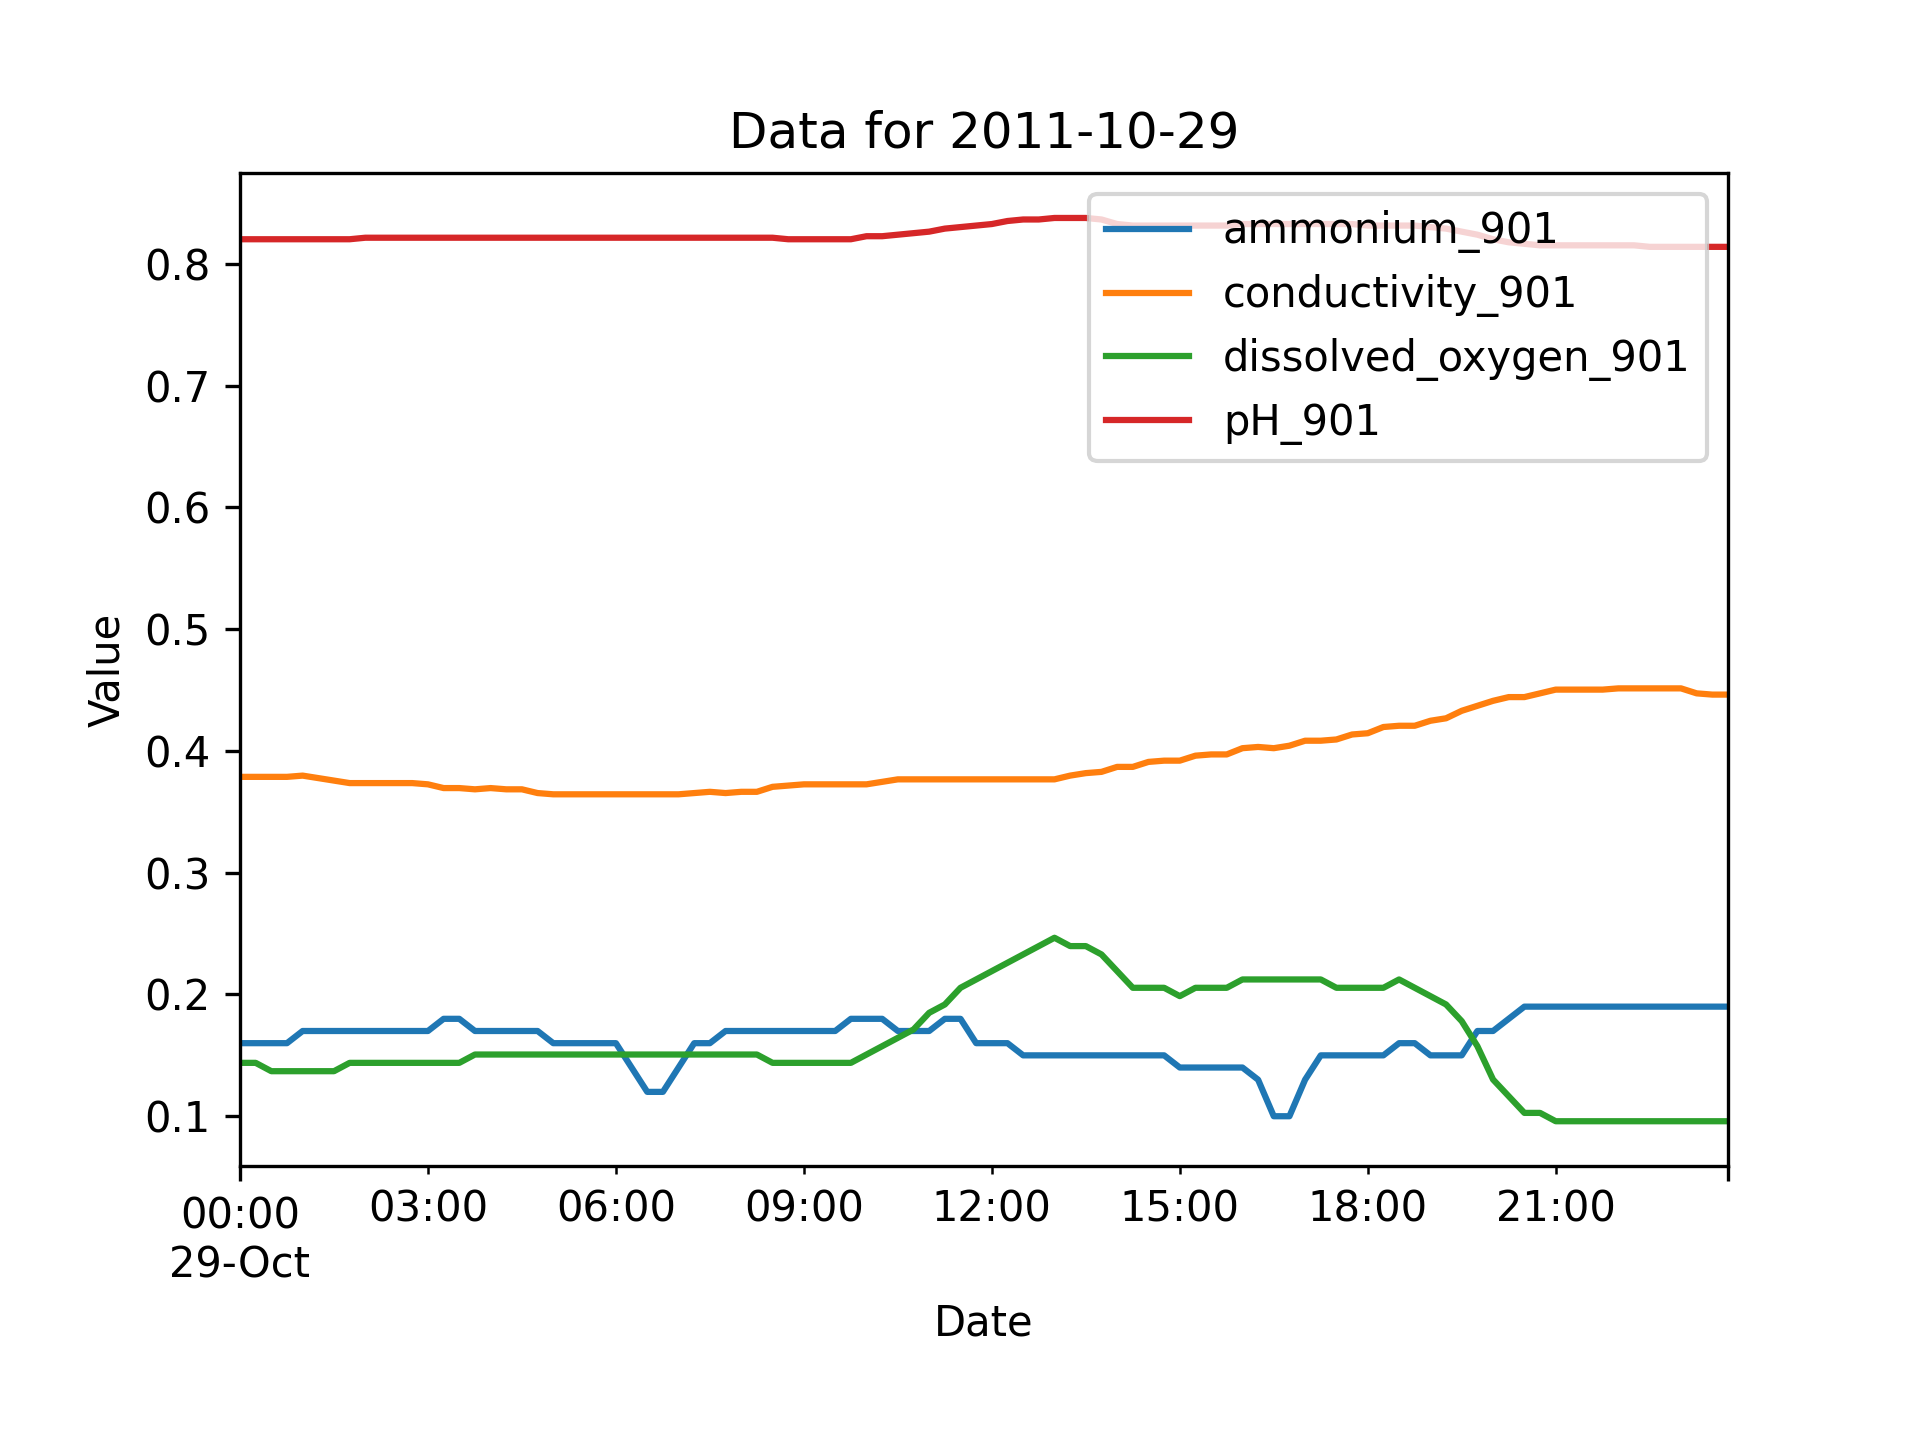 Data for 2011-10-29
ammonium_901
conductivity_901
dissolved_oxygen_901
pH_901
Value
0.8
0.7
0.6
0.5
0.4
0.3
0.2
0.1
00:00 03:00 06:00 09:00 12:00 15:00 18:00 21:00
29-Oct
Date